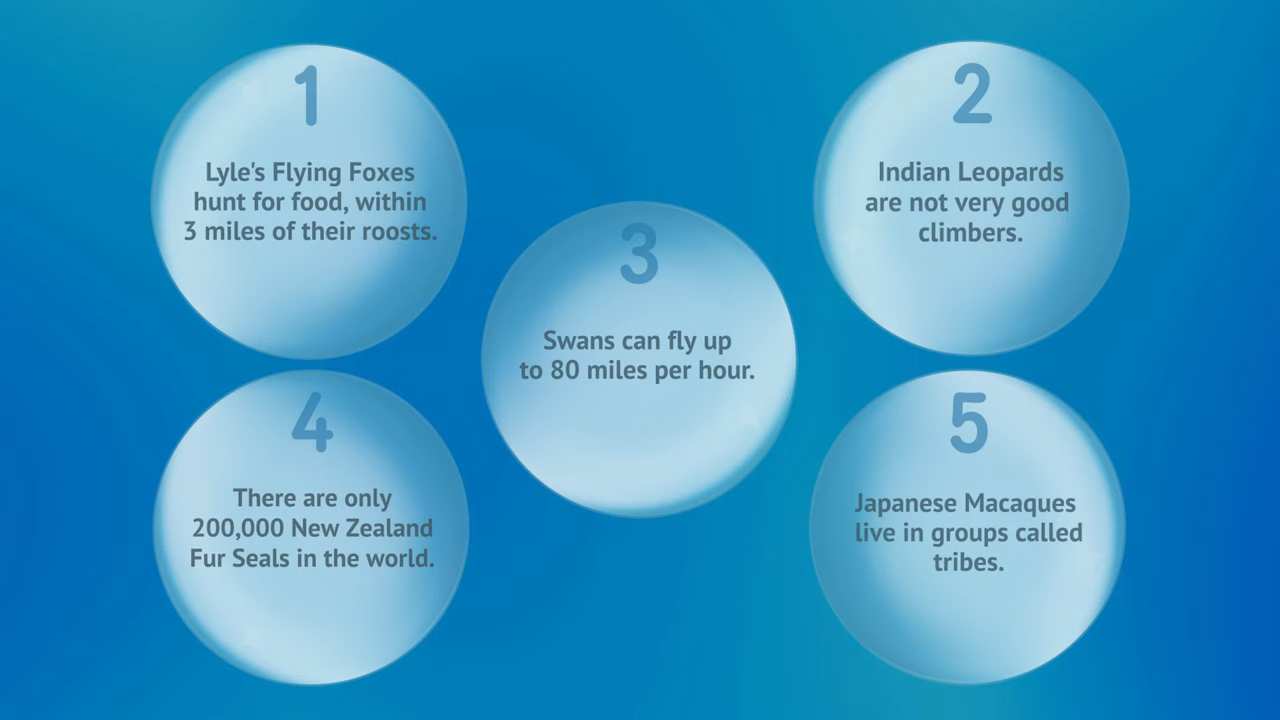 1
Lyle's Flying Foxes
hunt for food, within
3 miles of their roosts.
2
Indian Leopards
are not very good
climbers.
3
Swans can fly up
to 80 miles per hour.
4
There are only
200,000 New Zealand
Fur Seals in the world.
5
Japanese Macaques
live in groups called
tribes.